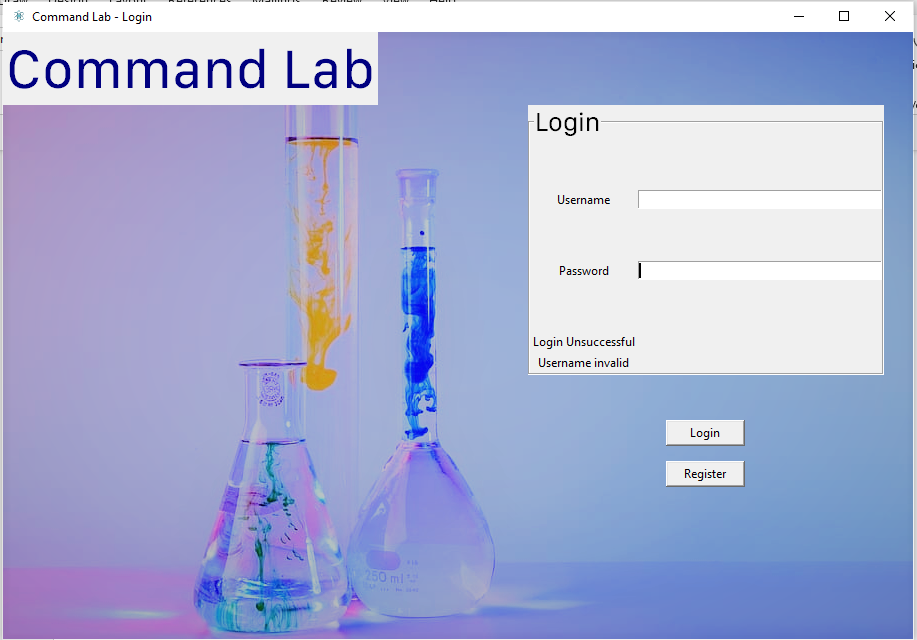 Command Lab - Login
Command Lab
Login
Username
Password
Login Unsuccessful
Username invalid
Login
Register
250 ml